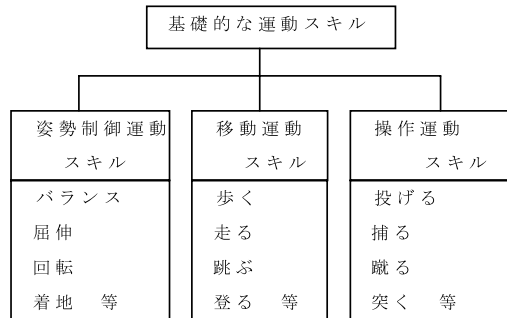 基礎的な運動スキル
姿勢制御運動
スキル
バランス
屈伸
回転
着地　等
移動運動
スキル
歩く
走る
跳ぶ
登る　等
操作運動
スキル
投げる
捕る
蹴る
突く　等